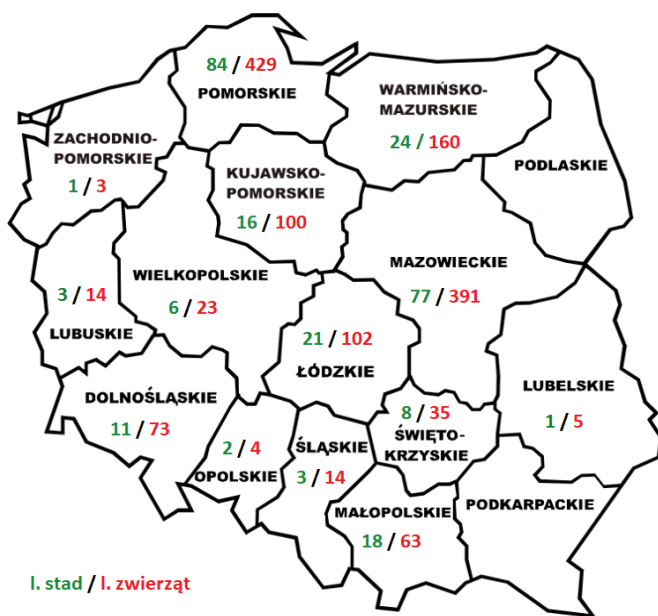 84 / 429
POMORSKIE
WARMIŃSKO-
MAZURSKIE
24 / 160
ZACHODNIO-
POMORSKIE
1 / 3
KUJAWSKO-
POMORSKIE
16 / 100
PODLASKIE
WIELKOPOLSKIE
6 / 23
MAZOWIECKIE
77 / 391
3 / 14
LUBUSKIE
21 / 102
ŁÓDZKIE
DOLNOŚLĄSKIE
11 / 73
LUBELSKIE
1 / 5
8 / 35
ŚWIĘTO-
KRZYSKIE
2 / 4
OPOLSKIE
ŚLĄSKIE
3 / 14
MAŁOPOLSKIE
18 / 63
PODKARPACKIE
l. stad / l. zwierząt